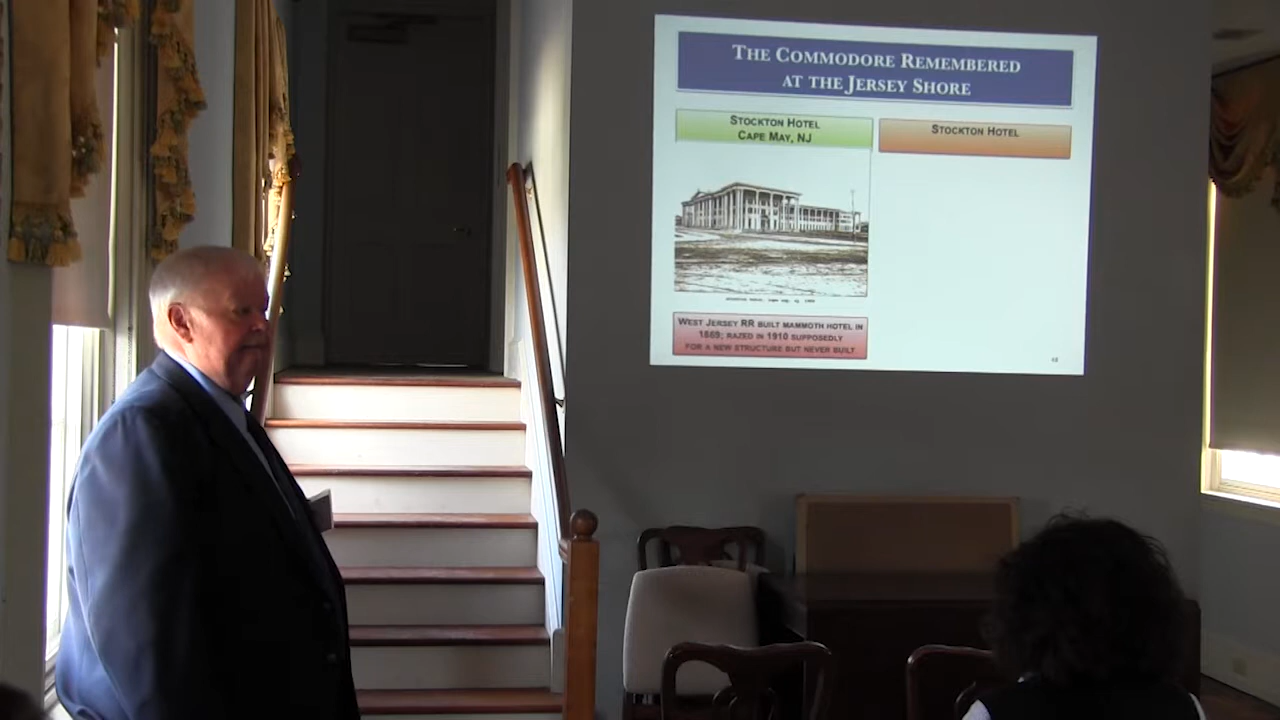 THE COMMODORE REMEMBERED
AT THE JERSEY SHORE
STOCKTON HOTEL
CAPE MAY, NJ
STOCKTON HOTEL
WEST JERSEY RR BUILT MAMMOTH HOTEL IN
1869; RAZED IN 1910 SUPPOSEDLY
FOR A NEW STRUCTURE BUT NEVER BUILT